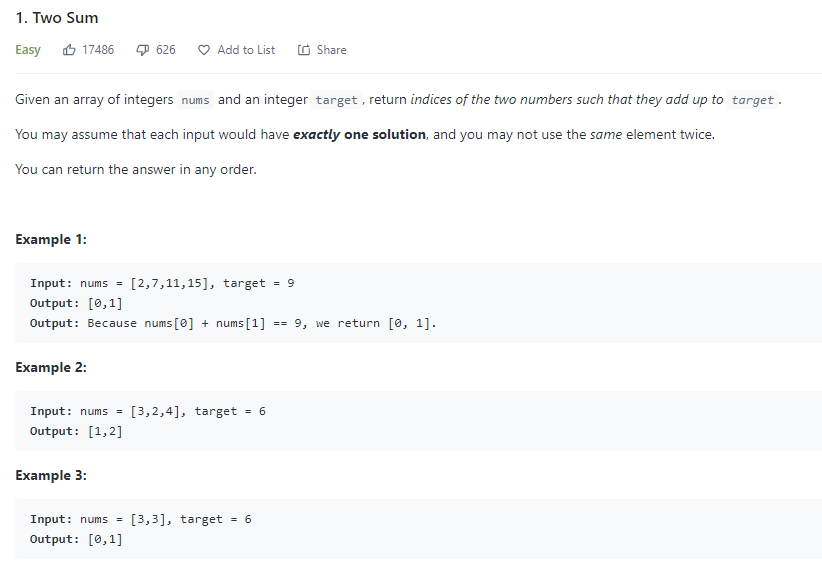 1. Two Sum
Easy 17486 626 Add to List Share
Given an array of integers nums and an integer target, return indices of the two numbers such that they add up to target.
You may assume that each input would have exactly one solution, and you may not use the same element twice.
You can return the answer in any order.
Example 1:
Input: nums = [2,7,11,15], target = 9
Output: [0,1]
Output: Because nums[0] + nums[1] == 9, we return [0, 1].
Example 2:
Input: nums = [3,2,4], target = 6
Output: [1,2]
Example 3:
Input: nums = [3,3], target = 6
Output: [0,1]